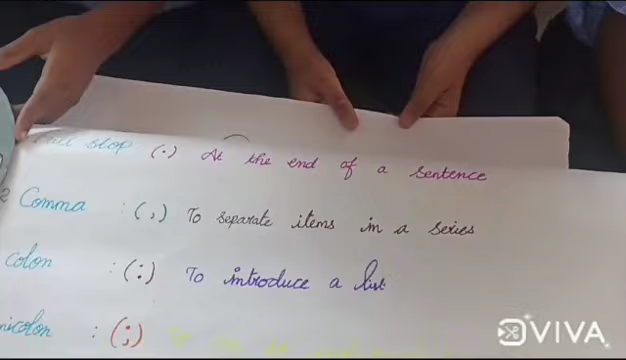 Full stop (.) At the end of a sentence
2 Comma : (,) To separate items in a series
colon : (:) To introduce a list
micolon : (;)
VIVA